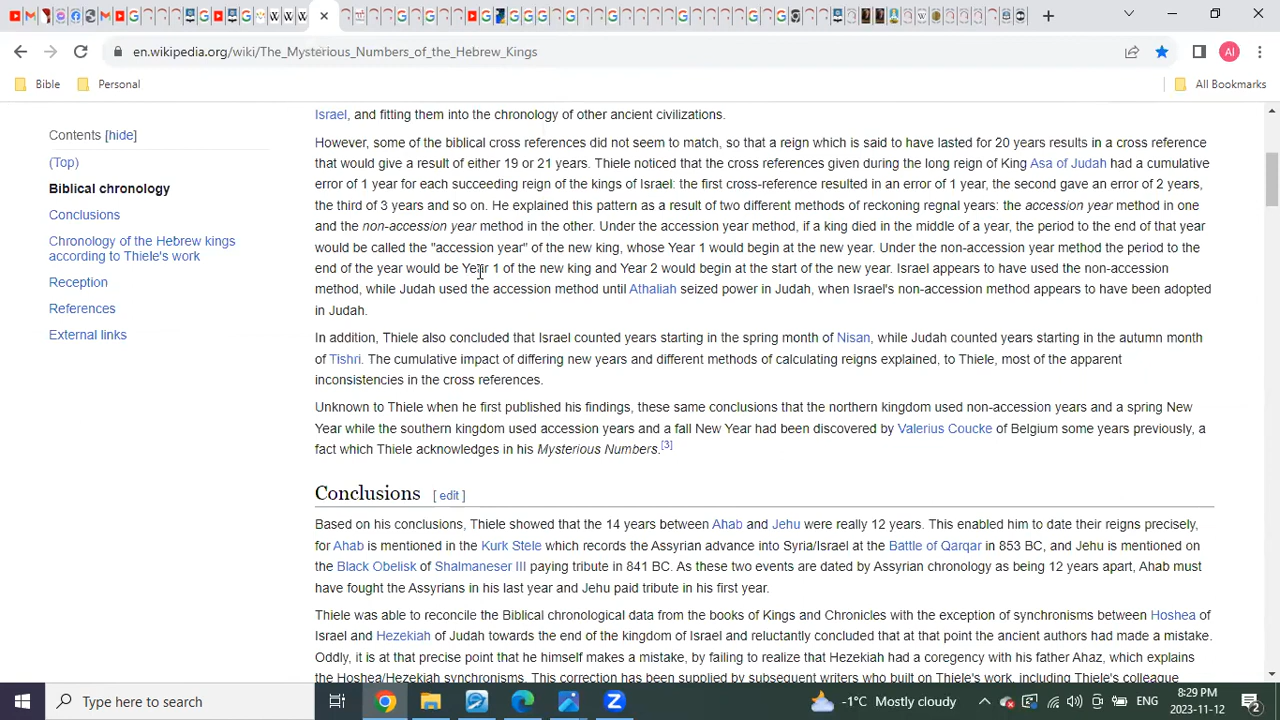 en.wikipedia.org/wiki/The_Mysterious_Numbers_of_the_Hebrew_Kings
AI
Bible
Personal
All Bookmarks
Contents [hide]
(Top)
Biblical chronology
Conclusions
Chronology of the Hebrew kings
according to Thiele's work
Reception
References
External links
Israel, and fitting them into the chronology of other ancient civilizations.
However, some of the biblical cross references did not seem to match, so that a reign which is said to have lasted for 20 years results in a cross reference
that would give a result of either 19 or 21 years. Thiele noticed that the cross references given during the long reign of King Asa of Judah had a cumulative
error of 1 year for each succeeding reign of the kings of Israel: the first cross-reference resulted in an error of 1 year, the second gave an error of 2 years,
the third of 3 years and so on. He explained this pattern as a result of two different methods of reckoning regnal years: the accession year method in one
and the non-accession year method in the other. Under the accession year method, if a king died in the middle of a year, the period to the end of that year
would be called the "accession year" of the new king, whose Year 1 would begin at the new year. Under the non-accession year method the period to the
end of the year would be Year 1 of the new king and Year 2 would begin at the start of the new year. Israel appears to have used the non-accession
method, while Judah used the accession method until Athaliah seized power in Judah, when Israel's non-accession method appears to have been adopted
in Judah.
In addition, Thiele also concluded that Israel counted years starting in the spring month of Nisan, while Judah counted years starting in the autumn month
of Tishri. The cumulative impact of differing new years and different methods of calculating reigns explained, to Thiele, most of the apparent
inconsistencies in the cross references.
Unknown to Thiele when he first published his findings, these same conclusions that the northern kingdom used non-accession years and a spring New
Year while the southern kingdom used accession years and a fall New Year had been discovered by Valerius Coucke of Belgium some years previously, a
fact which Thiele acknowledges in his Mysterious Numbers.[3]
Conclusions [ edit ]
Based on his conclusions, Thiele showed that the 14 years between Ahab and Jehu were really 12 years. This enabled him to date their reigns precisely,
for Ahab is mentioned in the Kurk Stele which records the Assyrian advance into Syria/Israel at the Battle of Qarqar in 853 BC, and Jehu is mentioned on
the Black Obelisk of Shalmaneser III paying tribute in 841 BC. As these two events are dated by Assyrian chronology as being 12 years apart, Ahab must
have fought the Assyrians in his last year and Jehu paid tribute in his first year.
Thiele was able to reconcile the Biblical chronological data from the books of Kings and Chronicles with the exception of synchronisms between Hoshea of
Israel and Hezekiah of Judah towards the end of the kingdom of Israel and reluctantly concluded that at that point the ancient authors had made a mistake.
Oddly, it is at that precise point that he himself makes a mistake, by failing to realize that Hezekiah had a coregency with his father Ahaz, which explains
the Hoshea/Hezekiah synchronisms. This correction has been supplied by subsequent writers who built on Thiele's work, including Thiele's colleague
Type here to search
-1°C Mostly cloudy
ENG
8:29 PM
2023-11-12
2